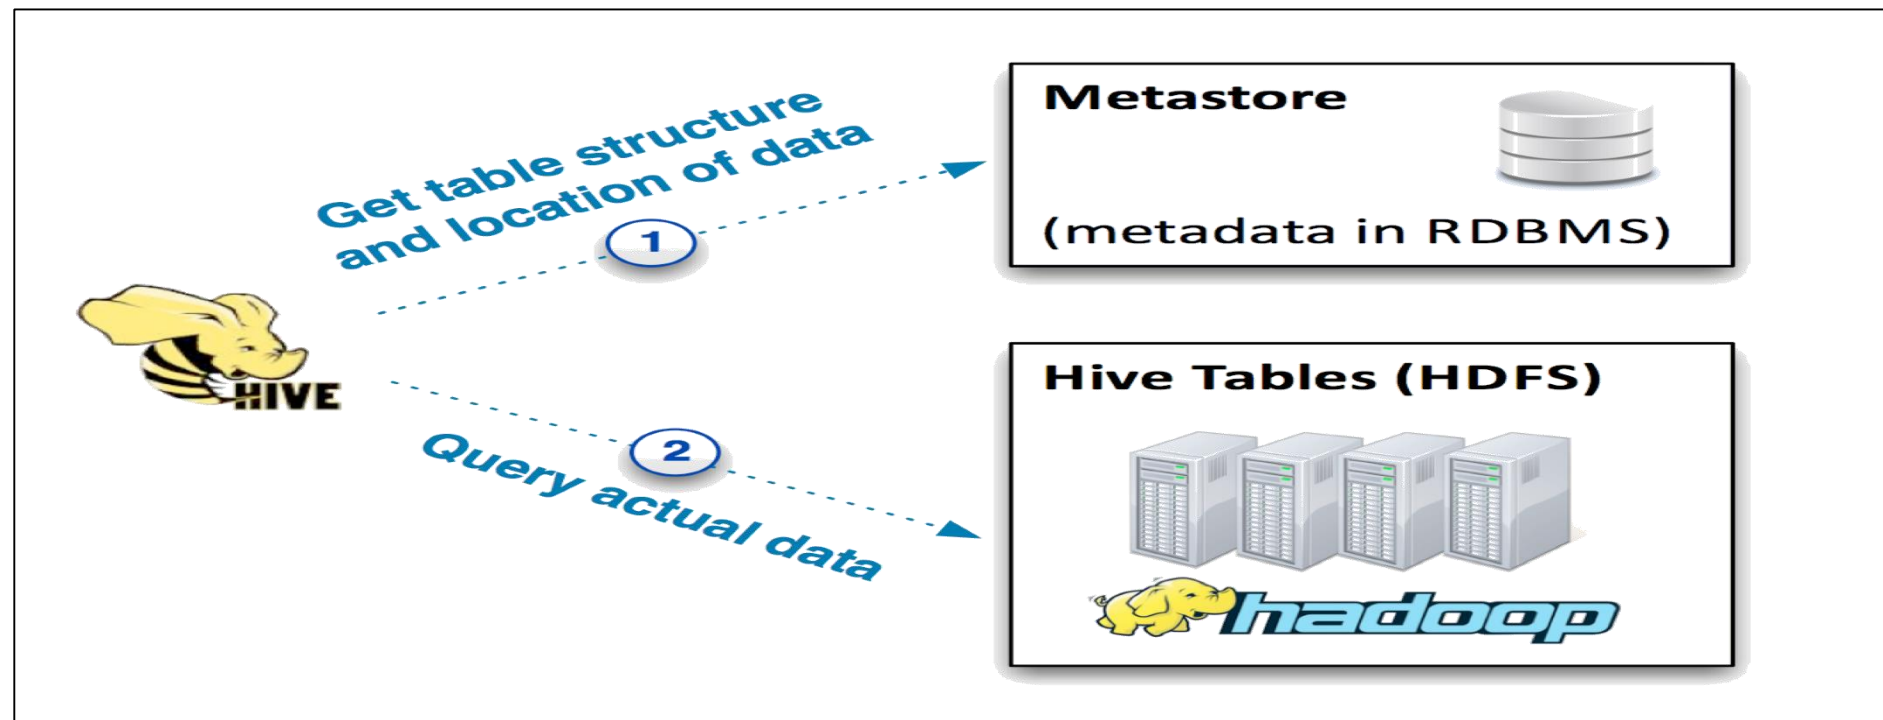 Get table structure
and location of data
1
Metastore
(metadata in RDBMS)
HIVE
2
Query actual data
Hive Tables (HDFS)
hadoop